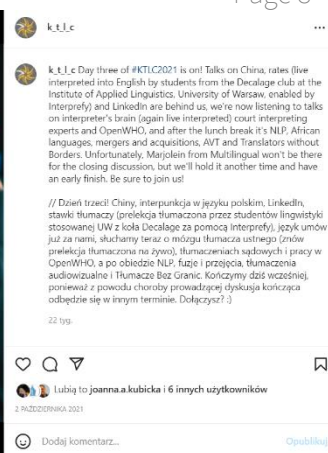 k_t_l_c
k_t_l_c Day three of #KTLC2021 is on! Talks on China, rates (live
interpreted into English by students from the Decalage club at the
Institute of Applied Linguistics, University of Warsaw, enabled by
Interprefy) and LinkedIn are behind us, we're now listening to talks
on interpreter's brain (again live interpreted) court interpreting
experts and OpenWHO, and after the lunch break it's NLP, African
languages, mergers and acquisitions, AVT and Translators without
Borders. Unfortunately, Marjolein from Multilingual won't be there
for the closing discussion, but we'll hold it another time and have
an early finish. Be sure to join us!
// Dzień trzeci! Chiny, interpunkcja w języku polskim, LinkedIn,
stawki tłumaczy (prelekcja tłumaczona przez studentów lingwistyki
stosowanej UW z koła Decalage za pomocą Interprefy), język umów
już za nami, słuchamy teraz o mózgu tłumacza ustnego (znów
prelekcja tłumaczona na żywo), tłumaczeniach sądowych i pracy w
OpenWHO, a po obiedzie NLP, fuzje i przejęcia, tłumaczenia
audiowizualne i Tłumacze Bez Granic. Kończymy dziś wcześniej,
ponieważ z powodu choroby prowadzącej dyskusja kończąca
odbędzie się w innym terminie. Dołączysz? :)
22 tyg.
Lubią to joanna.a.kubicka i 6 innych użytkowników
2 PAŹDZIERNIKA 2021
Dodaj komentarz...
Opublikuj